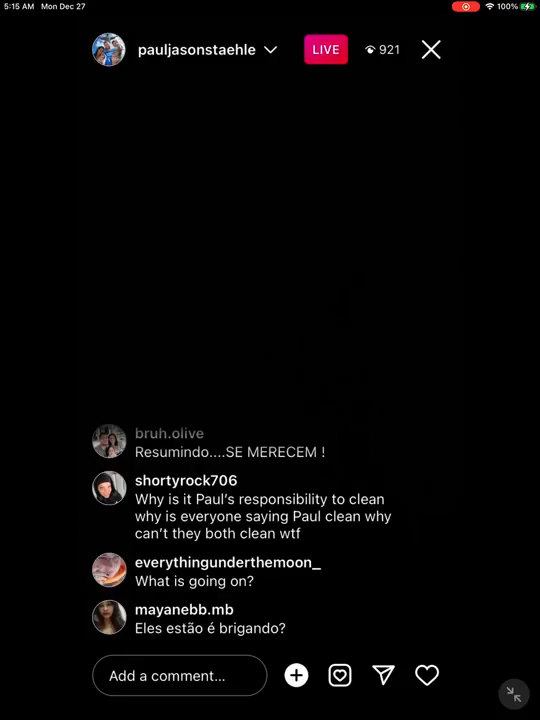 5:15 AM Mon Dec 27
100%
pauljasonstaehle
LIVE
921
bruh.olive
Resumindo....SE MERECEM !
shortyrock706
Why is it Paul's responsibility to clean
why is everyone saying Paul clean why
can't they both clean wtf
everythingunderthemoon_
What is going on?
mayanebb.mb
Eles estão é brigando?
Add a comment...